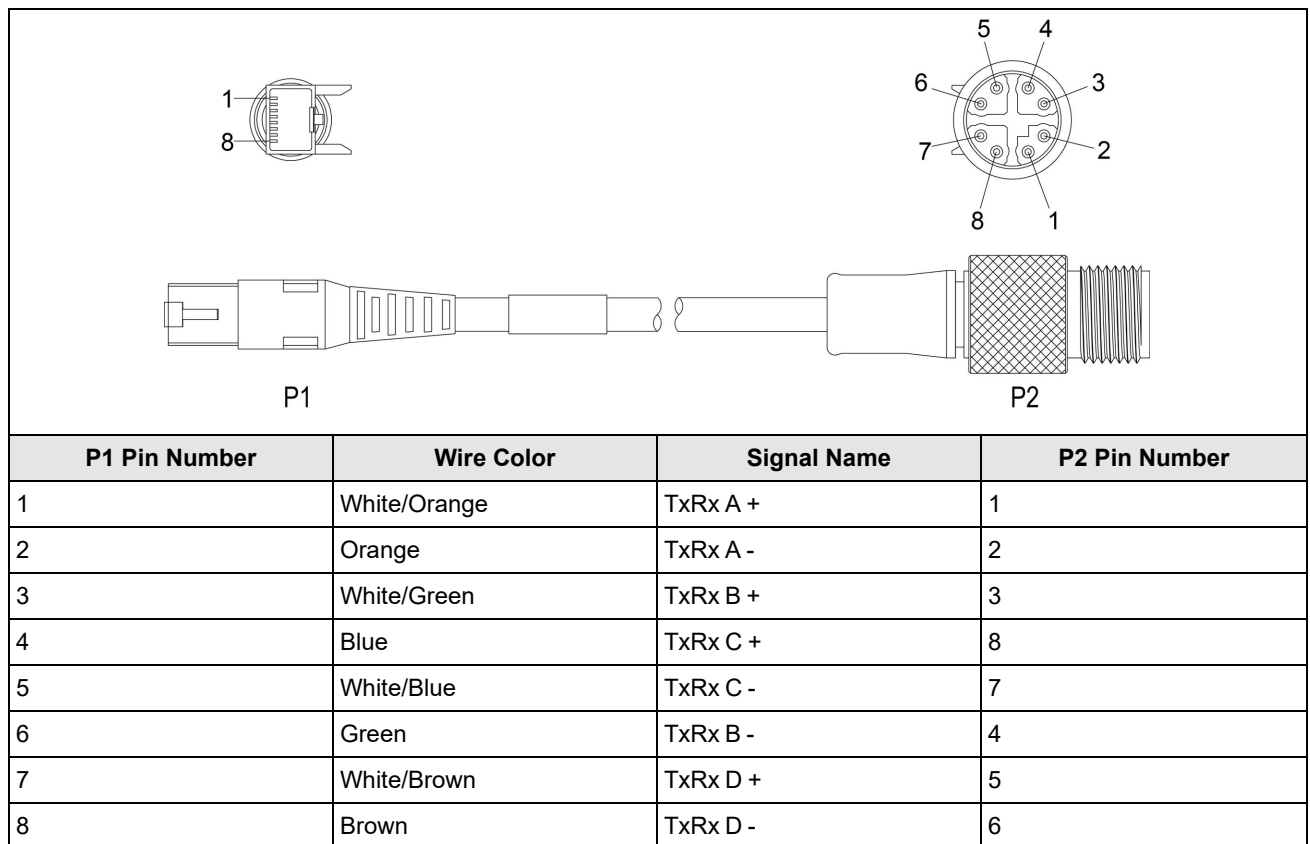 5 4
1 6 3
8 7 2
8 1
P1 P2
P1 Pin Number Wire Color Signal Name P2 Pin Number
1 White/Orange TxRx A + 1
2 Orange TxRx A - 2
3 White/Green TxRx B + 3
4 Blue TxRx C + 8
5 White/Blue TxRx C - 7
6 Green TxRx B - 4
7 White/Brown TxRx D + 5
8 Brown TxRx D - 6